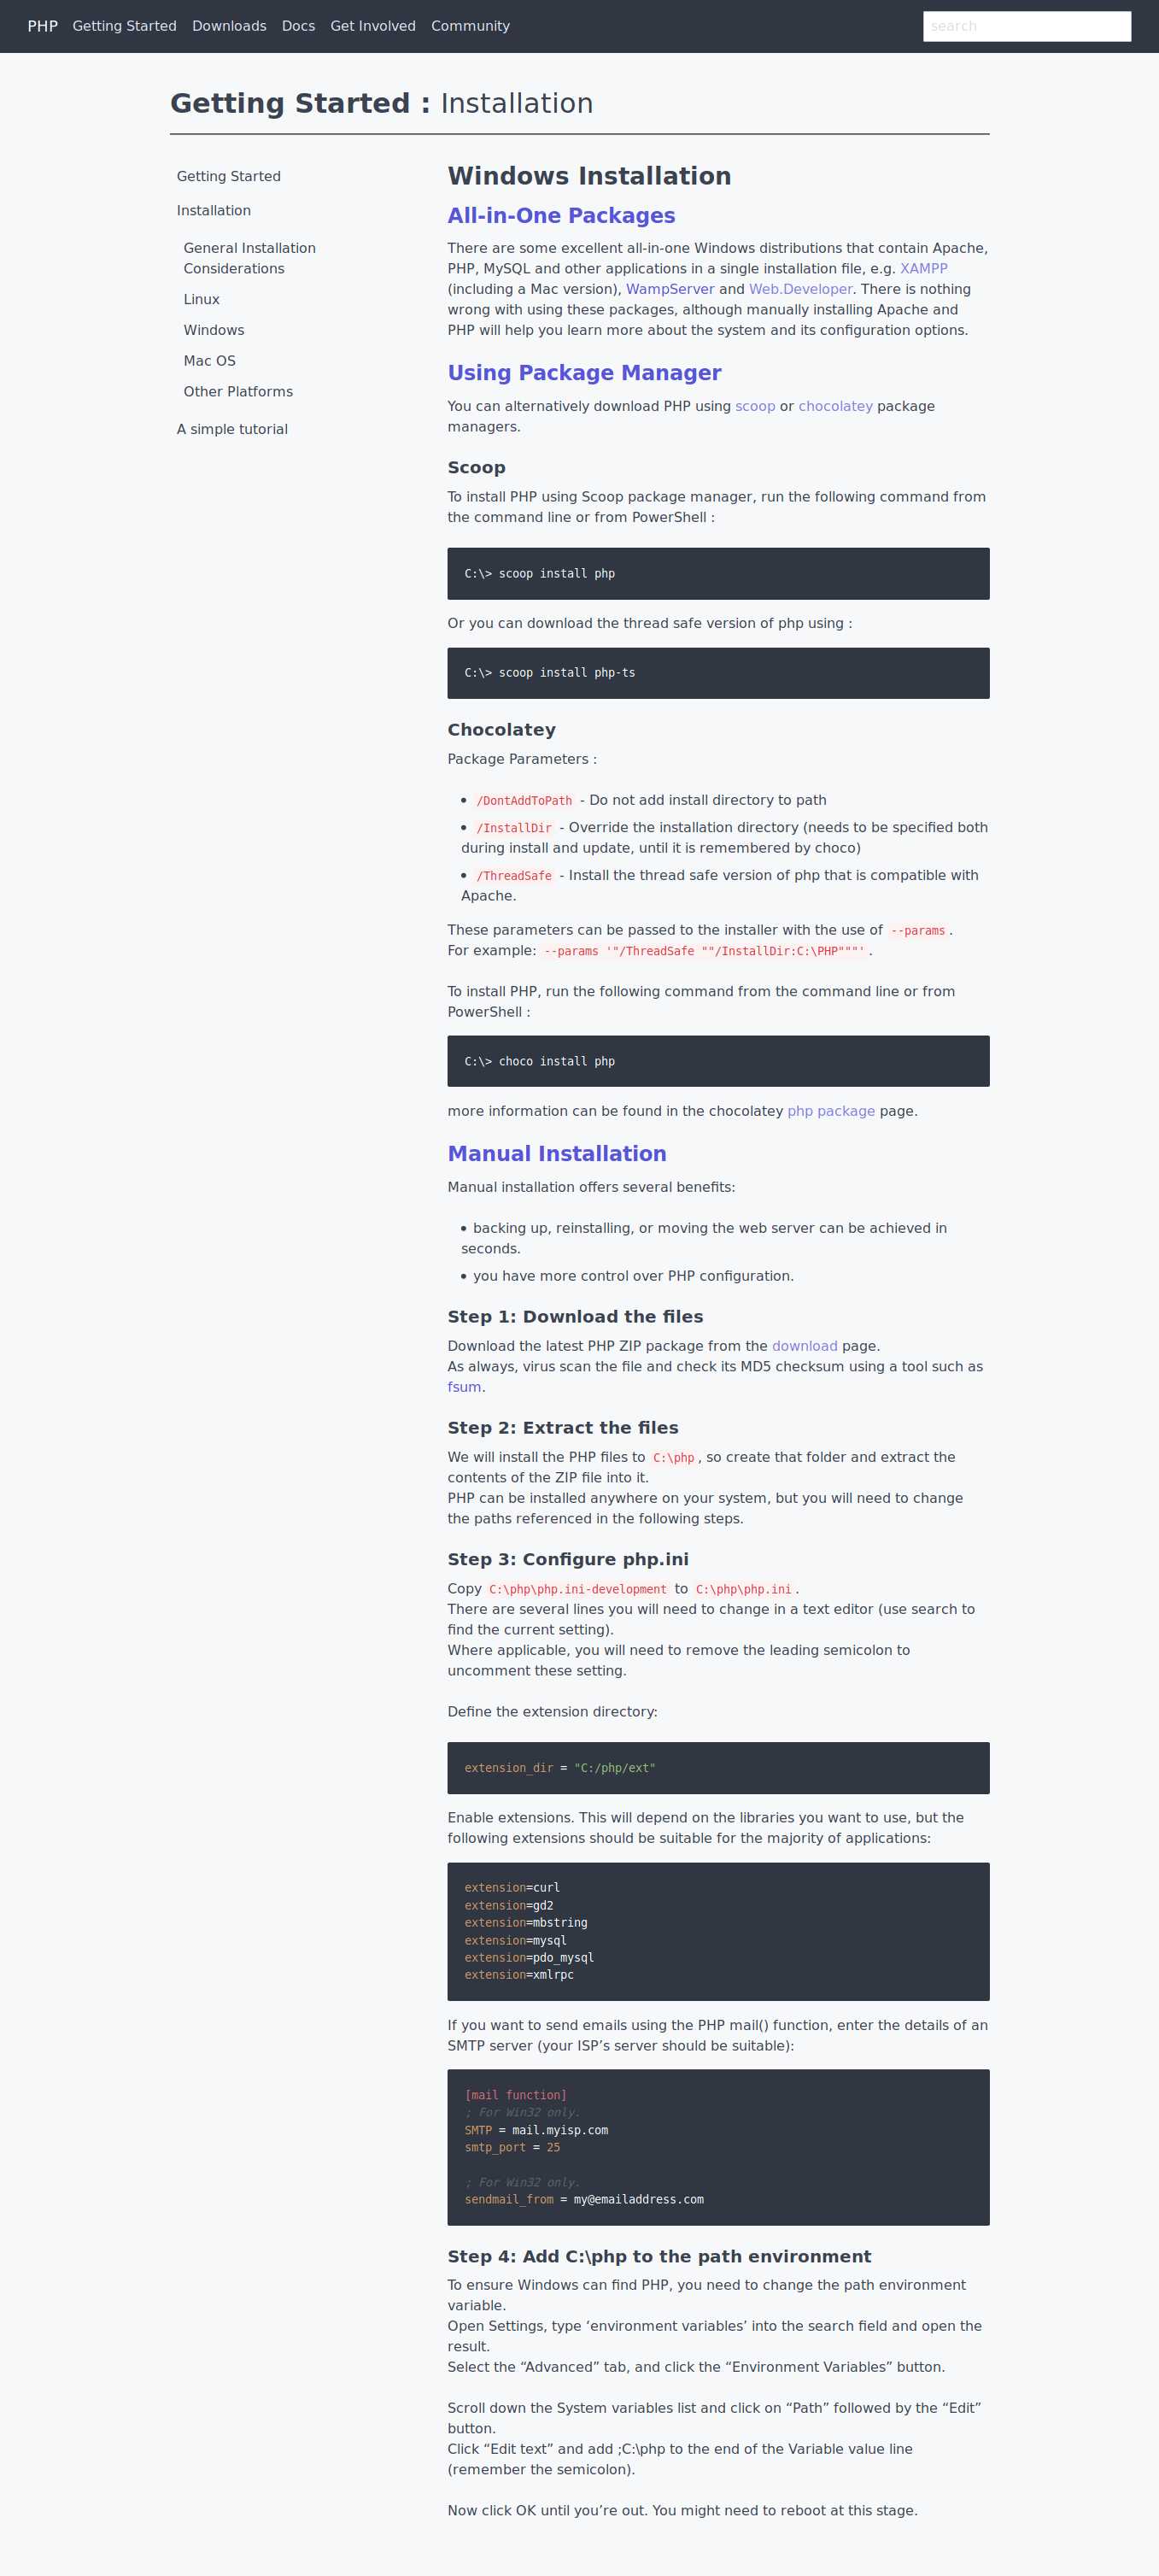 PHP Getting Started Downloads Docs Get Involved Community search
Getting Started : Installation
Getting Started
Installation
General Installation
Considerations
Linux
Windows
Mac OS
Other Platforms
A simple tutorial
Windows Installation
All-in-One Packages
There are some excellent all-in-one Windows distributions that contain Apache,
PHP, MySQL and other applications in a single installation file, e.g. XAMPP
(including a Mac version), WampServer and Web.Developer. There is nothing
wrong with using these packages, although manually installing Apache and
PHP will help you learn more about the system and its configuration options.
Using Package Manager
You can alternatively download PHP using scoop or chocolatey package
managers.
Scoop
To install PHP using Scoop package manager, run the following command from
the command line or from PowerShell :
C:\> scoop install php
Or you can download the thread safe version of php using :
C:\> scoop install php-ts
Chocolatey
Package Parameters :
• /DontAddToPath - Do not add install directory to path
• /InstallDir - Override the installation directory (needs to be specified both
during install and update, until it is remembered by choco)
• /ThreadSafe - Install the thread safe version of php that is compatible with
Apache.
These parameters can be passed to the installer with the use of --params.
For example: --params '"/ThreadSafe ""/InstallDir:C:\PHP"""'.
To install PHP, run the following command from the command line or from
PowerShell :
C:\> choco install php
more information can be found in the chocolatey php package page.
Manual Installation
Manual installation offers several benefits:
• backing up, reinstalling, or moving the web server can be achieved in
seconds.
• you have more control over PHP configuration.
Step 1: Download the files
Download the latest PHP ZIP package from the download page.
As always, virus scan the file and check its MD5 checksum using a tool such as
fsum.
Step 2: Extract the files
We will install the PHP files to C:\php, so create that folder and extract the
contents of the ZIP file into it.
PHP can be installed anywhere on your system, but you will need to change
the paths referenced in the following steps.
Step 3: Configure php.ini
Copy C:\php\php.ini-development to C:\php\php.ini.
There are several lines you will need to change in a text editor (use search to
find the current setting).
Where applicable, you will need to remove the leading semicolon to
uncomment these setting.
Define the extension directory:
extension_dir = "C:/php/ext"
Enable extensions. This will depend on the libraries you want to use, but the
following extensions should be suitable for the majority of applications:
extension=curl
extension=gd2
extension=mbstring
extension=mysql
extension=pdo_mysql
extension=xmlrpc
If you want to send emails using the PHP mail() function, enter the details of an
SMTP server (your ISP’s server should be suitable):
[mail function]
; For Win32 only.
SMTP = mail.myisp.com
smtp_port = 25
; For Win32 only.
sendmail_from = my@emailaddress.com
Step 4: Add C:\php to the path environment
To ensure Windows can find PHP, you need to change the path environment
variable.
Open Settings, type ‘environment variables’ into the search field and open the
result.
Select the “Advanced” tab, and click the “Environment Variables” button.
Scroll down the System variables list and click on “Path” followed by the “Edit”
button.
Click “Edit text” and add ;C:\php to the end of the Variable value line
(remember the semicolon).
Now click OK until you’re out. You might need to reboot at this stage.